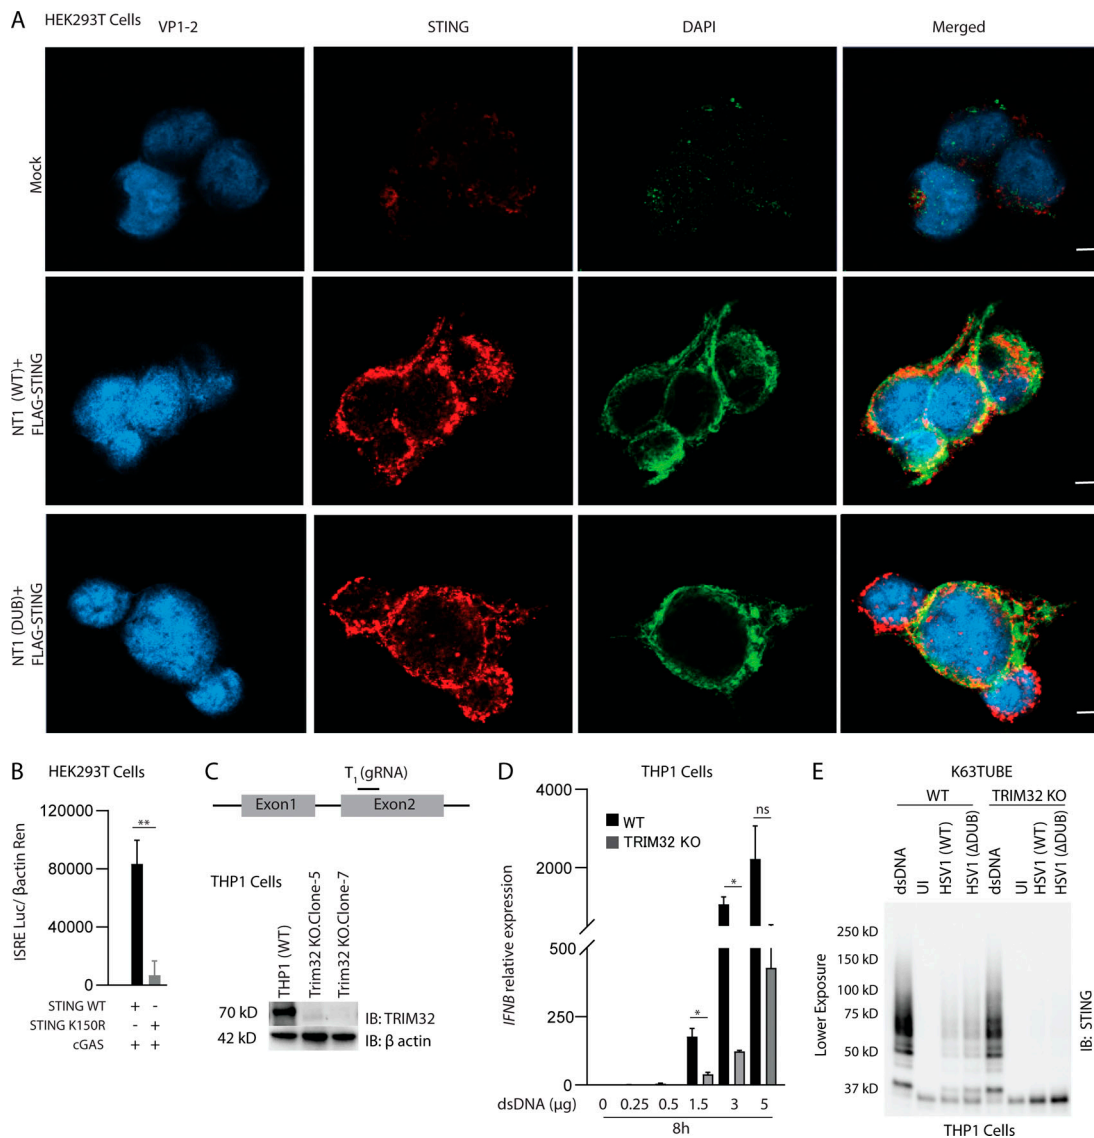 A
HEK293T Cells
VP1-2
STING
DAPI
Merged
Mock
NT1 (WT)+
FLAG-STING
NT1 (DUB)+
FLAG-STING
B
HEK293T Cells
120000
80000
40000
0
ISRE Luc/ βactin Ren
**
STING WT + -
STING K150R - +
cGAS + +
C
T1(gRNA)
Exon1
Exon2
THP1 Cells
THP1 (WT)
Trim32 KO.Clone-5
Trim32 KO.Clone-7
70 kD
IB: TRIM32
42 kD
IB: β actin
D
THP1 Cells
4000
2000
500
250
0
IFNB relative expression
WT
TRIM32 KO
*
*
ns
dsDNA (μg) 0 0.25 0.5 1.5 3 5
8h
E
K63TUBE
WT
TRIM32 KO
dsDNA
UI
HSV1 (WT)
HSV1 (ΔDUB)
dsDNA
UI
HSV1 (WT)
HSV1 (ΔDUB)
250 kD
150 kD
100 kD
75 kD
50 kD
37 kD
Lower Exposure
IB: STING
THP1 Cells